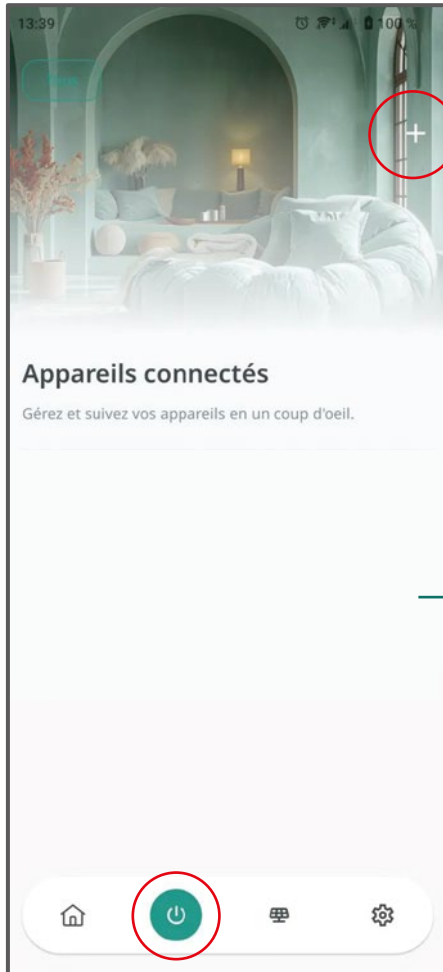 13:39
100 %
+
Appareils connectés
Gérez et suivez vos appareils en un coup d'oeil.